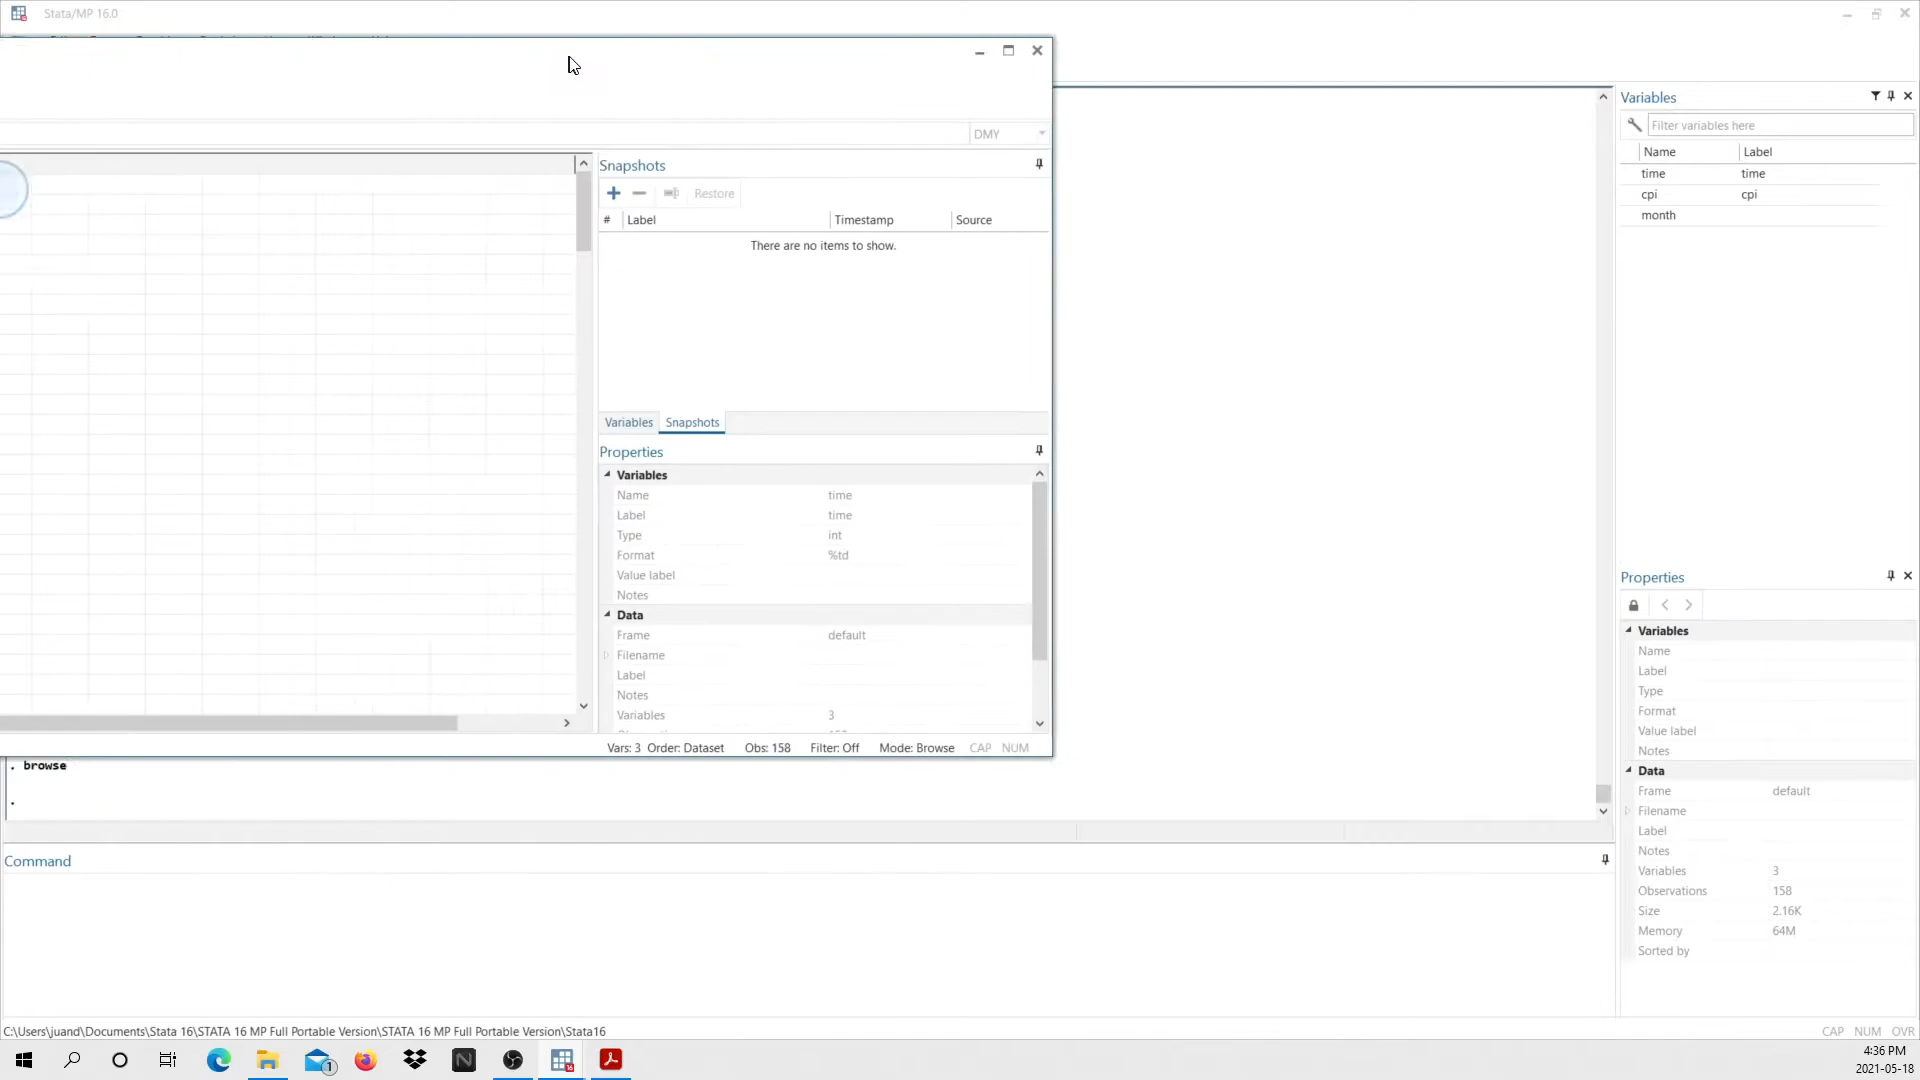 Stata/MP 16.0
DMY
Snapshots
Restore
# Label Timestamp Source
There are no items to show.
Variables Snapshots
Properties
Variables
Name time
Label time
Type int
Format %td
Value label
Notes
Data
Frame default
Filename
Label
Notes
Variables 3
Vars: 3 Order: Dataset Obs: 158 Filter: Off Mode: Browse CAP NUM
. browse
.
Command
Variables
Filter variables here
Name Label
time time
cpi cpi
month
Properties
Variables
Name
Label
Type
Format
Value label
Notes
Data
Frame default
Filename
Label
Notes
Variables 3
Observations 158
Size 2.16K
Memory 64M
Sorted by
C:\Users\juand\Documents\Stata 16\STATA 16 MP Full Portable Version\STATA 16 MP Full Portable Version\Stata16
CAP NUM OVR
1
16
4:36 PM
2021-05-18